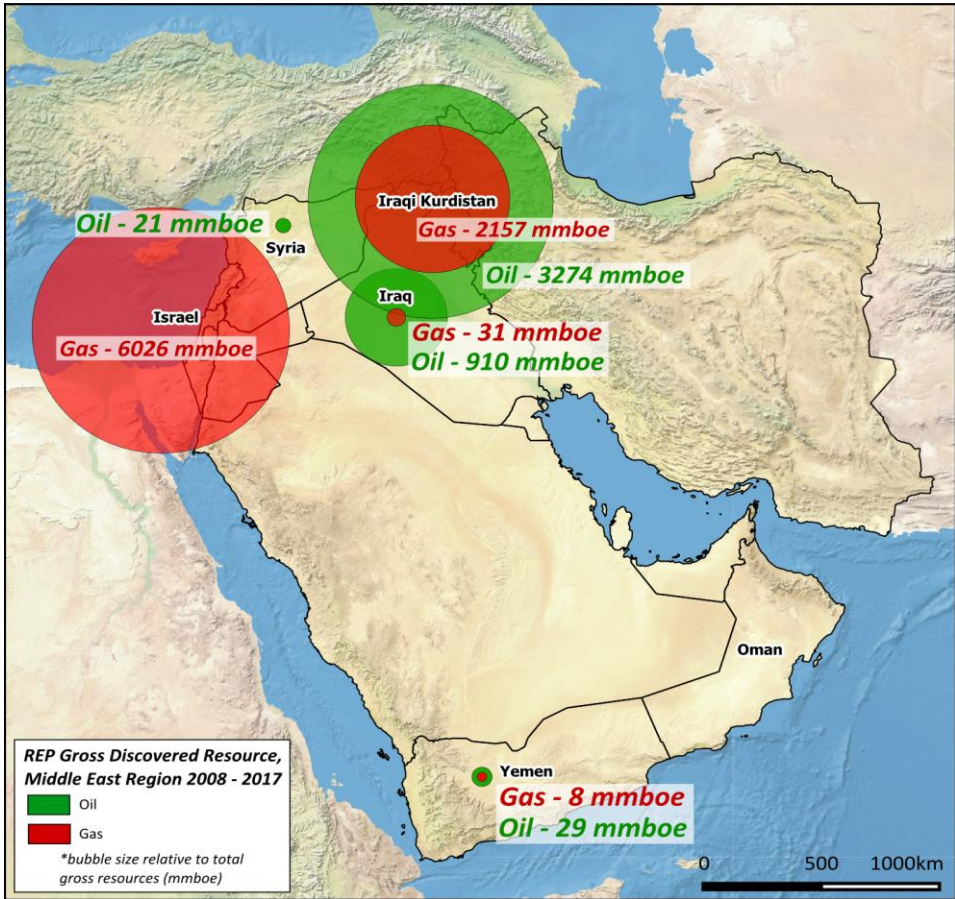 Iraqi Kurdistan
Gas - 2157 mmboe
Oil - 21 mmboe
Syria
Oil - 3274 mmboe
Iraq
Israel
Gas - 31 mmboe
Gas - 6026 mmboe
Oil - 910 mmboe
Oman
REP Gross Discovered Resource,
Middle East Region 2008 - 2017
Oil
Gas
*bubble size relative to total
gross resources (mmboe)
Yemen
Gas - 8 mmboe
Oil - 29 mmboe
0 500 1000km